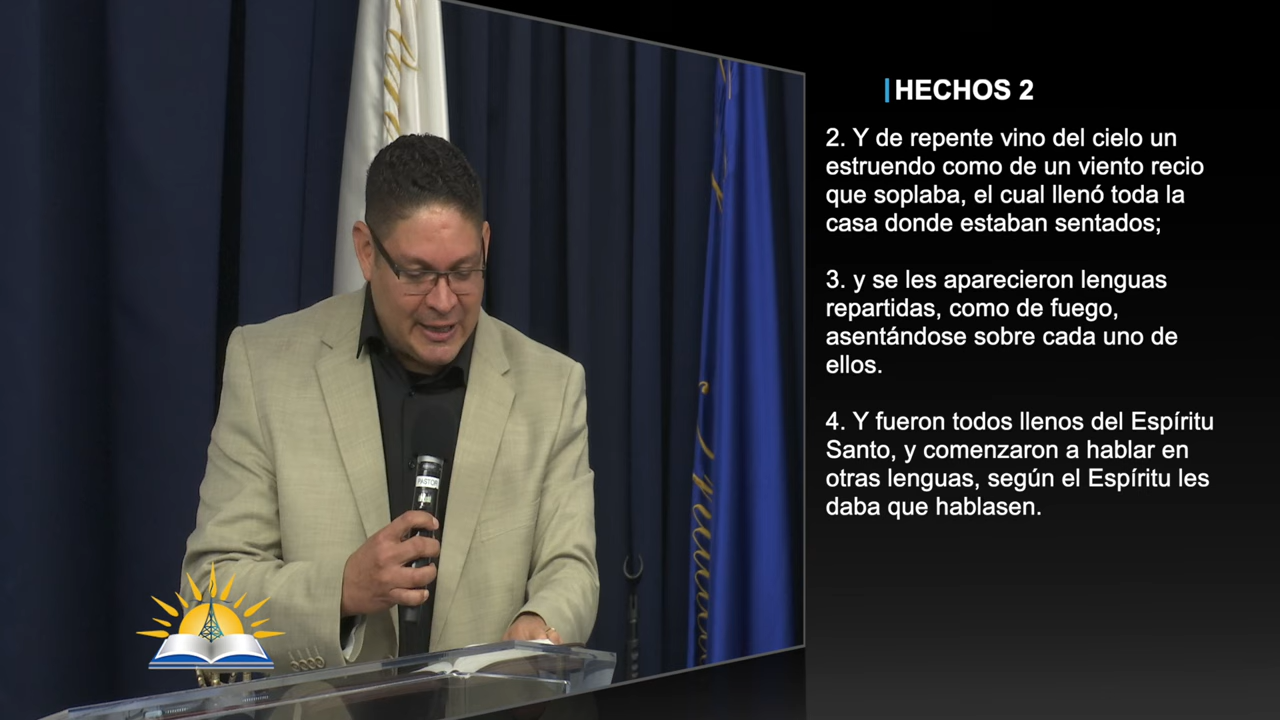 HECHOS 2
2. Y de repente vino del cielo un
estruendo como de un viento recio
que soplaba, el cual llenó toda la
casa donde estaban sentados;
3. y se les aparecieron lenguas
repartidas, como de fuego,
asentándose sobre cada uno de
ellos.
4. Y fueron todos llenos del Espíritu
Santo, y comenzaron a hablar en
otras lenguas, según el Espíritu les
daba que hablasen.
PASTOR